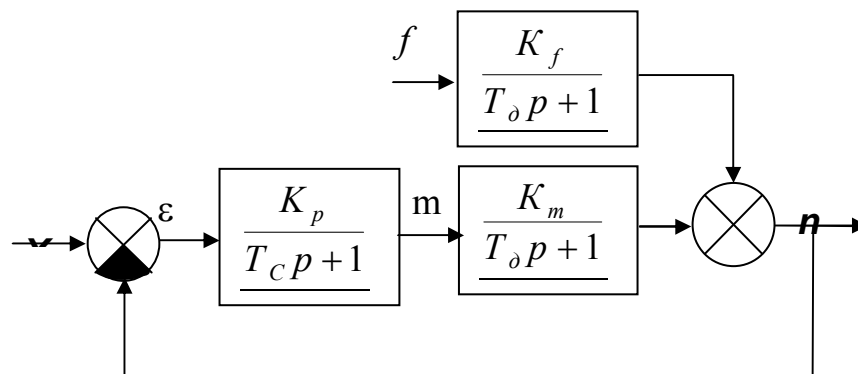 f
K_f
T_∂ p + 1
ε
K_p
T_C p + 1
m
K_m
T_∂ p + 1
n